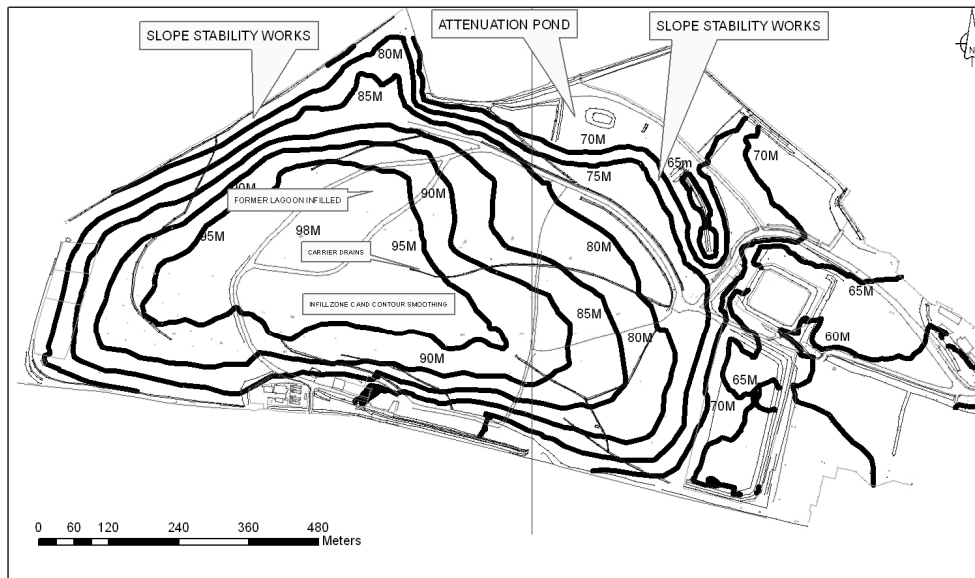 SLOPE STABILITY WORKS
ATTENUATION POND
SLOPE STABILITY WORKS
N
80M
85M
70M
65m
70M
75M
90M
FORMER LAGOON INFILLED
90M
95M
98M
95M
80M
CARRIER DRAINS
65M
INFILLZONE C AND CONTOUR SMOOTHING
85M
80M
60M
90M
65M
70M
0 60 120 240 360 480
Meters